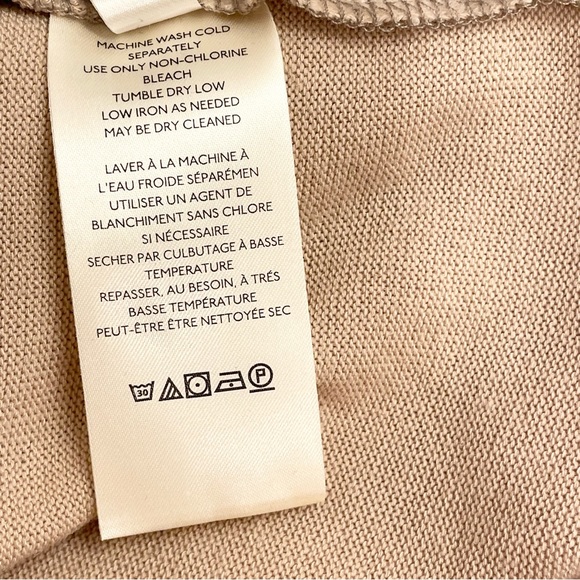 MACHINE WASH COLD
SEPARATELY
USE ONLY NON-CHLORINE
BLEACH
TUMBLE DRY LOW
LOW IRON AS NEEDED
MAY BE DRY CLEANED
LAVER À LA MACHINE À
L'EAU FROIDE SÉPARÉMEN
UTILISER UN AGENT DE
BLANCHIMENT SANS CHLORE
SI NÉCESSAIRE
SECHER PAR CULBUTAGE À BASSE
TEMPERATURE
REPASSER, AU BESOIN, À TRÉS
BASSE TEMPÉRATURE
PEUT-ÊTRE ÊTRE NETTOYÉE SEC
30 P